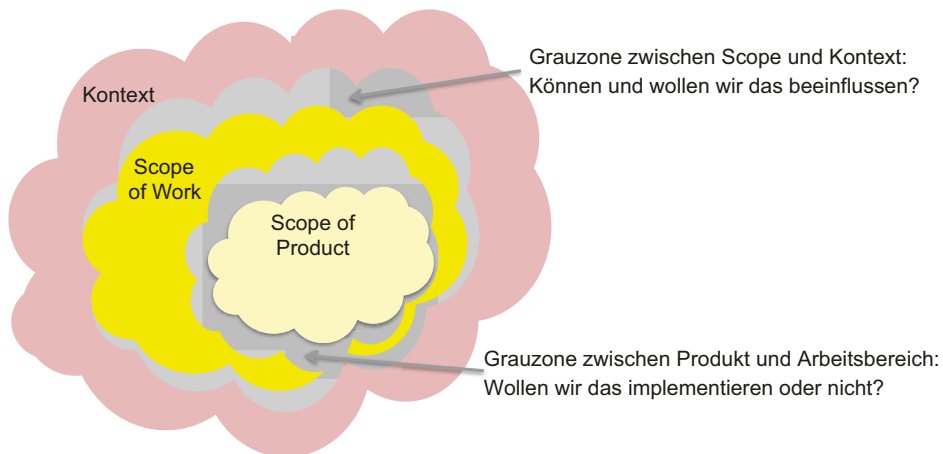 Grauzone zwischen Scope und Kontext:
Können und wollen wir das beeinflussen?
Kontext
Scope
of Work
Scope of
Product
Grauzone zwischen Produkt und Arbeitsbereich:
Wollen wir das implementieren oder nicht?